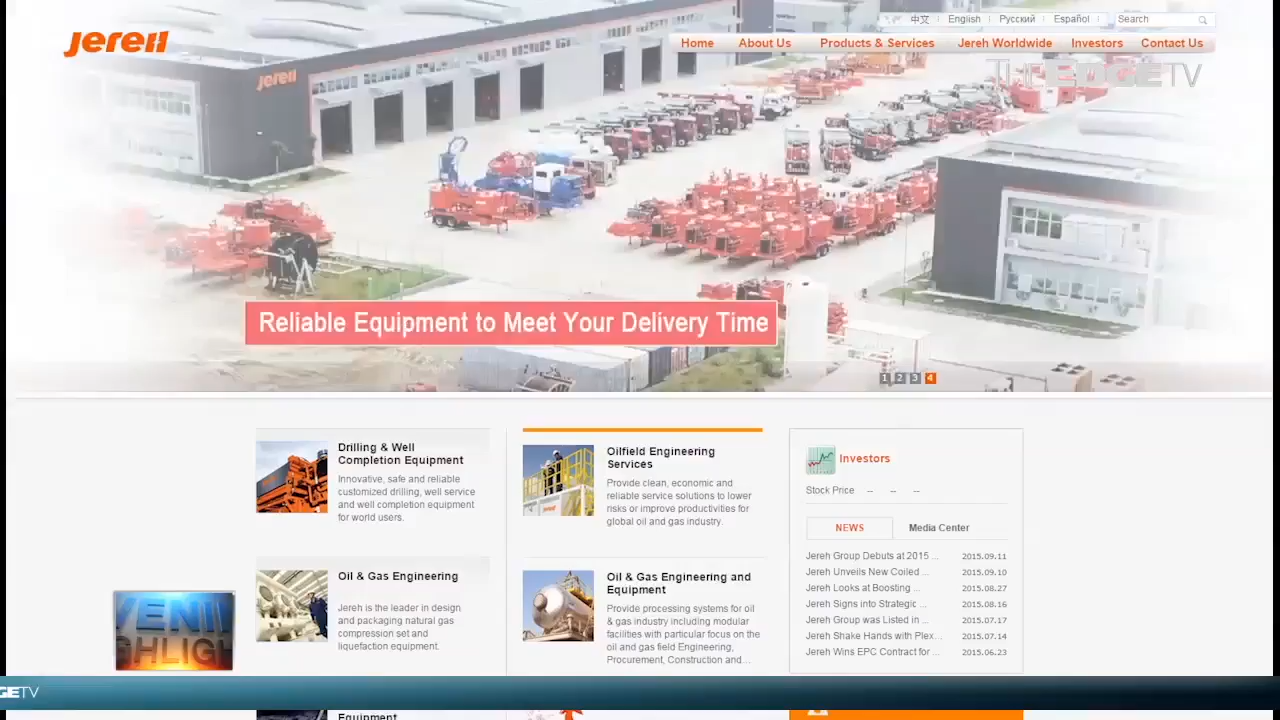 中文 English Русский Español Search
Jereh
Home About Us Products & Services Jereh Worldwide Investors Contact Us
THE EDGE TV
Jereh
Reliable Equipment to Meet Your Delivery Time
1 2 3 4
Drilling & Well
Completion Equipment
Innovative, safe and reliable
customized drilling, well service
and well completion equipment
for world users.
Oilfield Engineering
Services
Provide clean, economic and
reliable service solutions to lower
risks or improve productivities for
global oil and gas industry.
Investors
Stock Price -- -- --
NEWS Media Center
Jereh Group Debuts at 2015 ... 2015.09.11
Jereh Unveils New Coiled ... 2015.09.10
Jereh Looks at Boosting ... 2015.08.27
Jereh Signs into Strategic ... 2015.08.16
Jereh Group was Listed in ... 2015.07.17
Jereh Shake Hands with Plex... 2015.07.14
Jereh Wins EPC Contract for ... 2015.06.23
Oil & Gas Engineering
Jereh is the leader in design
and packaging natural gas
compression set and
liquefaction equipment.
Oil & Gas Engineering and
Equipment
Provide processing systems for oil
& gas industry including modular
facilities with particular focus on the
oil and gas field Engineering,
Procurement, Construction and...
VENIN
GHLIGH
GETV
Equipment